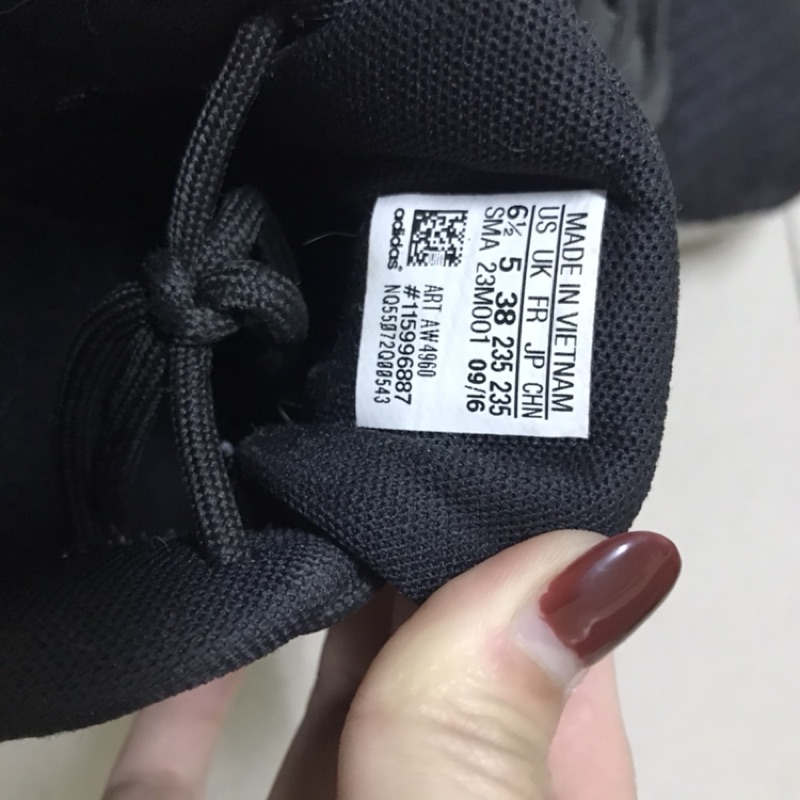 MADE IN VIETNAM
US UK FR JP CHN
6½ 5 38 235 235
SMA 23M001 09/16
adidas
ART AW4960
#115996887
NQ55072Q00543